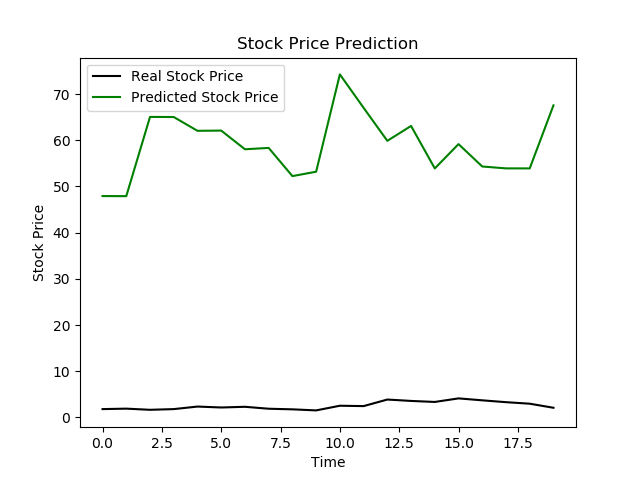 Stock Price Prediction
Real Stock Price
Predicted Stock Price
70
60
50
40
30
20
10
0
Stock Price
0.0 2.5 5.0 7.5 10.0 12.5 15.0 17.5
Time